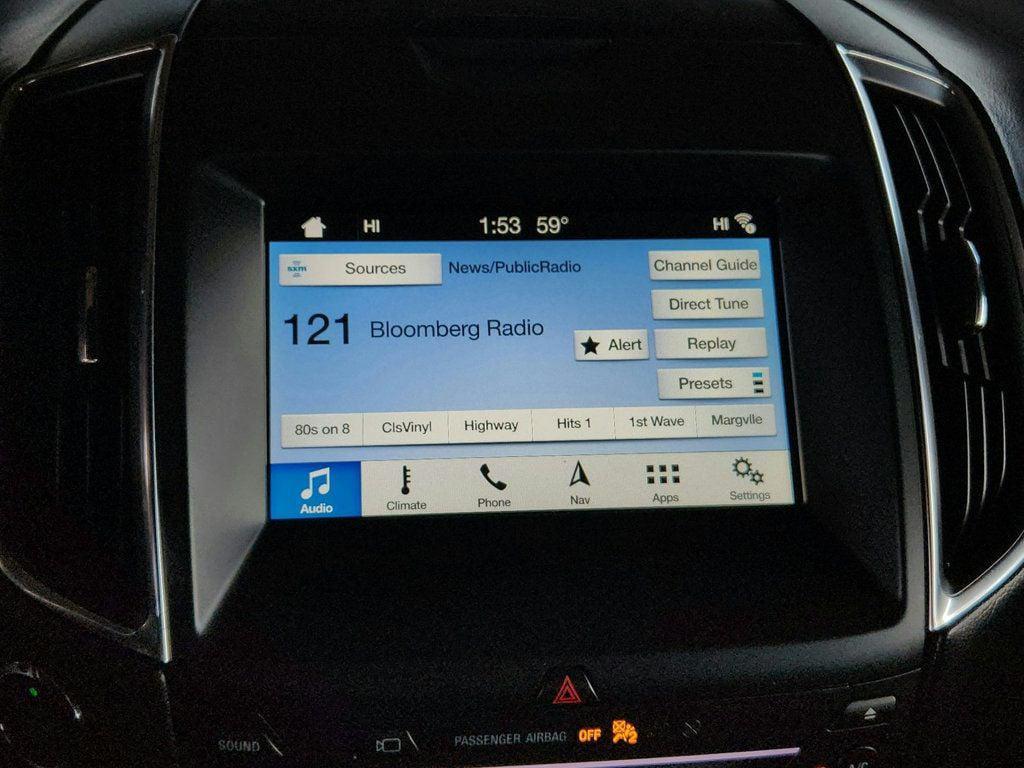 HI 1:53 59° HI
sxm Sources News/PublicRadio Channel Guide
Direct Tune
121 Bloomberg Radio
Alert Replay
Presets
80s on 8 ClsVinyl Highway Hits 1 1st Wave Margvlle
Audio Climate Phone Nav Apps Settings
SOUND PASSENGER AIRBAG OFF 2
A/C